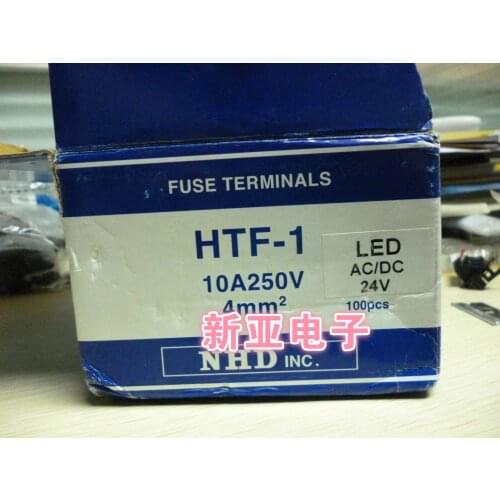 FUSE TERMINALS
HTF-1
10A250V
4mm²
LED
AC/DC
24V
100pcs
新亚电子
NHD INC.